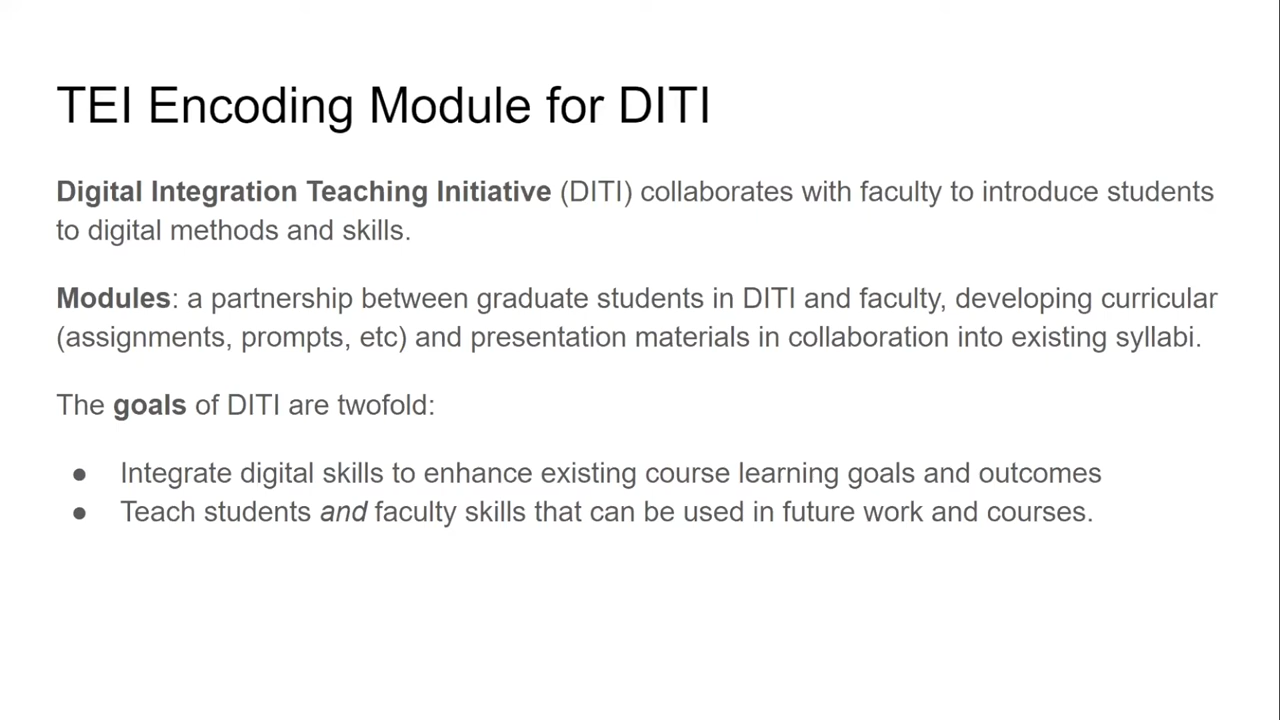 TEI Encoding Module for DITI
Digital Integration Teaching Initiative (DITI) collaborates with faculty to introduce students
to digital methods and skills.
Modules: a partnership between graduate students in DITI and faculty, developing curricular
(assignments, prompts, etc) and presentation materials in collaboration into existing syllabi.
The goals of DITI are twofold:
● Integrate digital skills to enhance existing course learning goals and outcomes
● Teach students and faculty skills that can be used in future work and courses.